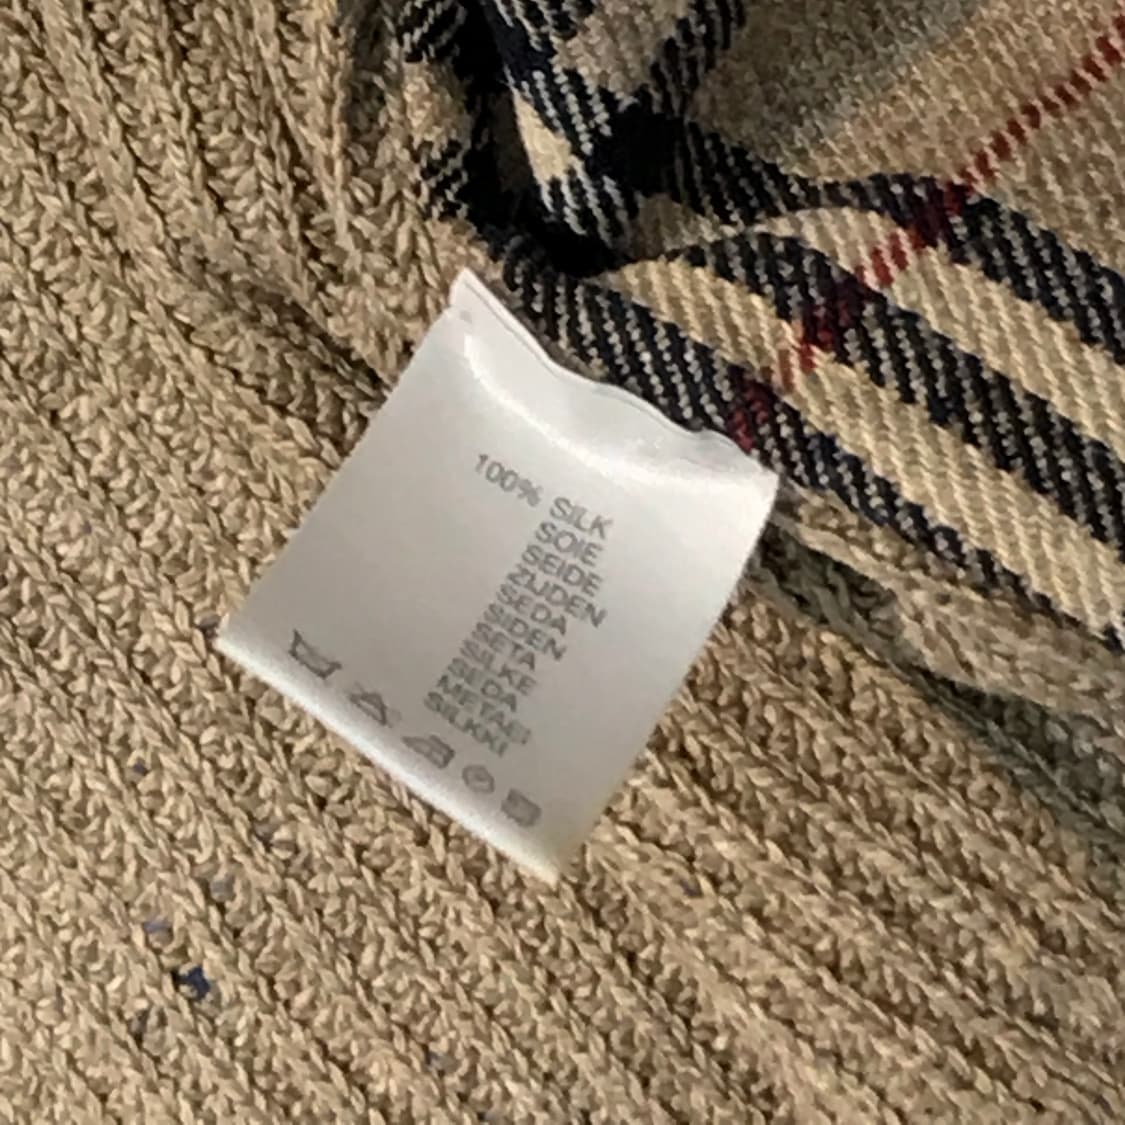 100% SILK
SOIE
SEIDE
ZIJDEN
SEDA
SIDEN
SETA
SILKE
SEDA
ΜΕΤΑΞΙ
SILKKI